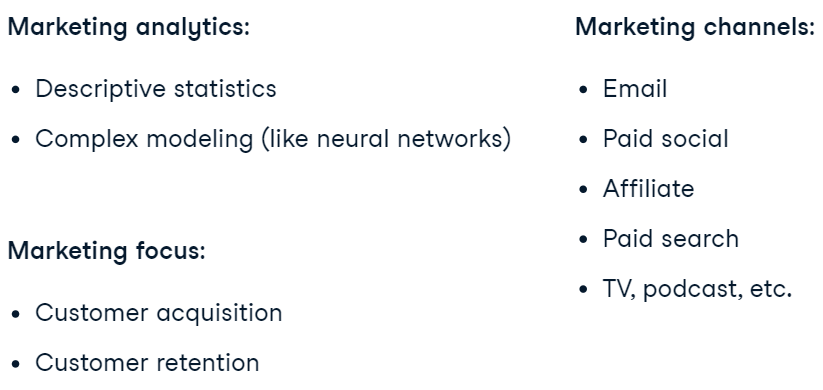 Marketing analytics:
• Descriptive statistics
• Complex modeling (like neural networks)
Marketing focus:
• Customer acquisition
• Customer retention
Marketing channels:
• Email
• Paid social
• Affiliate
• Paid search
• TV, podcast, etc.